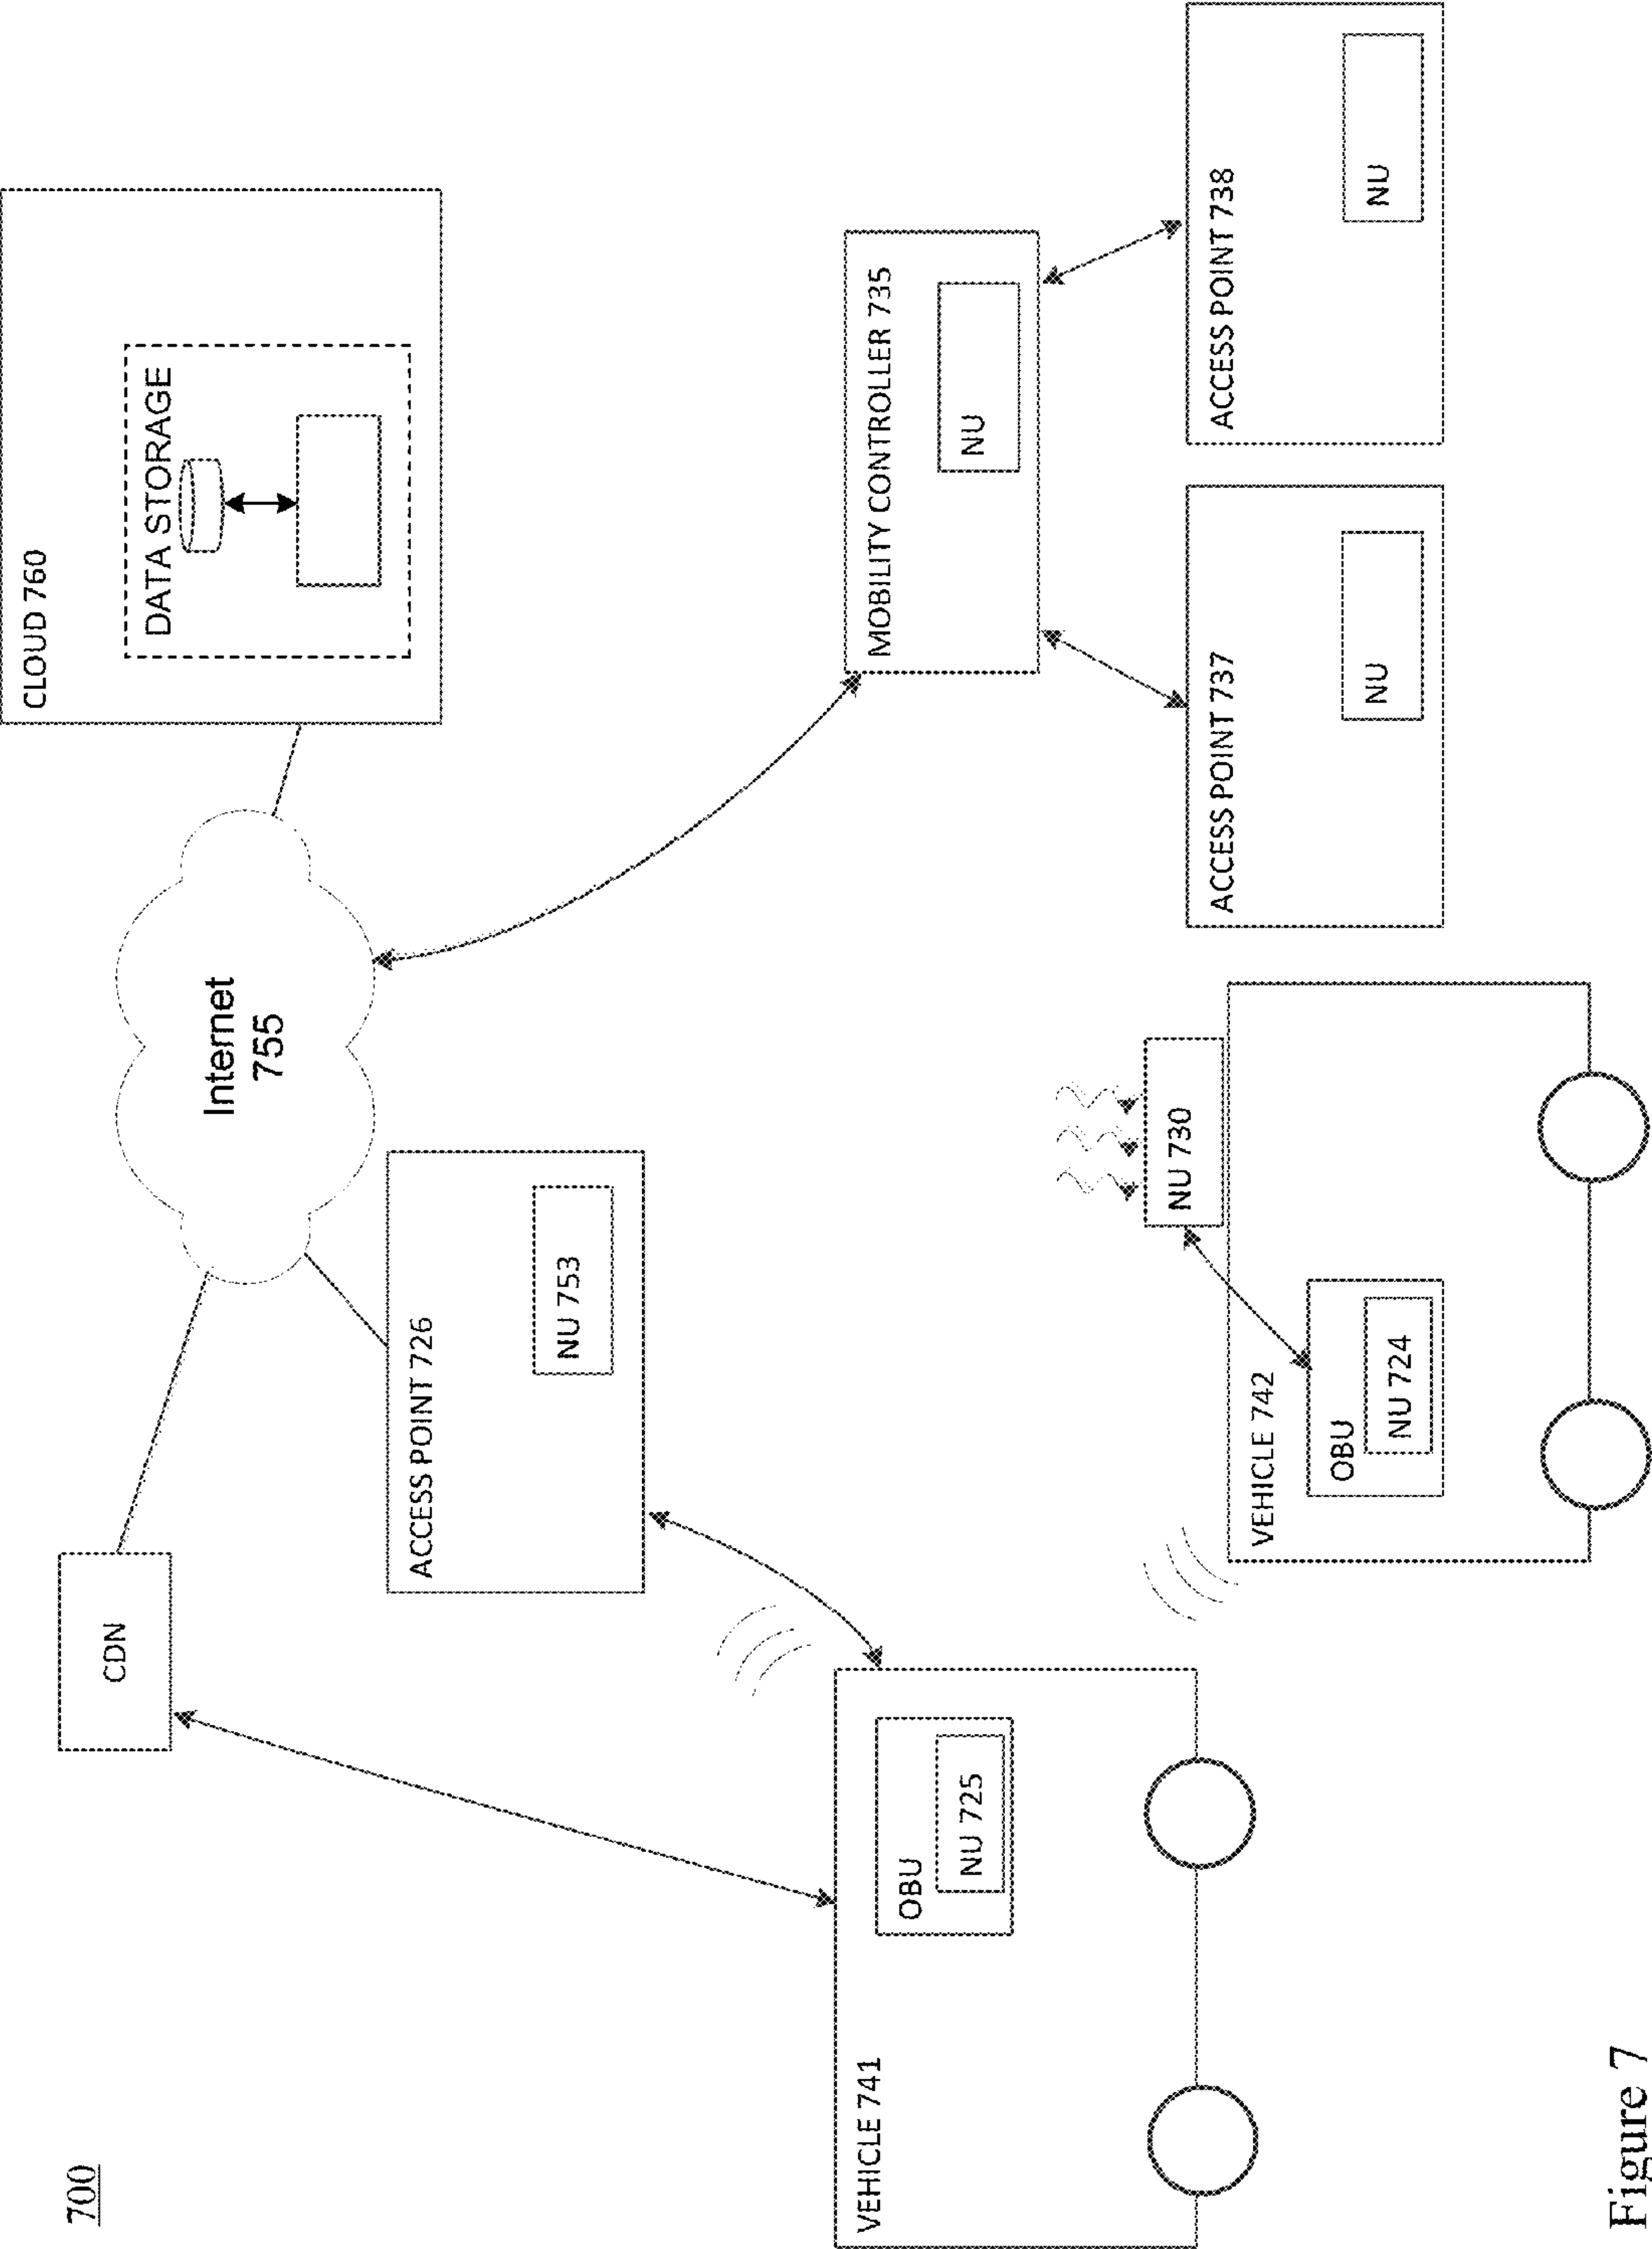 700
CLOUD 760
DATA STORAGE
Internet
755
CDN
ACCESS POINT 726
NU 753
MOBILITY CONTROLLER 735
NU
VEHICLE 741
OBU
NU 725
VEHICLE 742
OBU
NU 724
NU 730
ACCESS POINT 737
NU
ACCESS POINT 738
NU
Figure 7